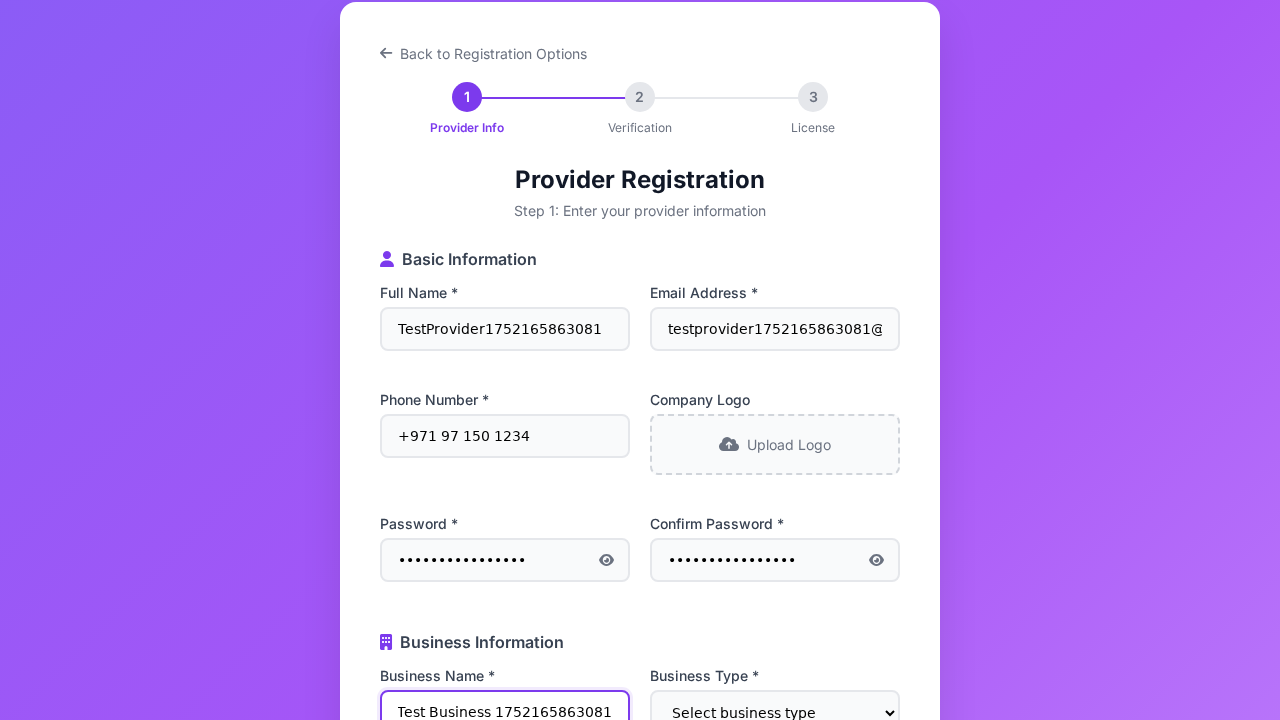 Back to Registration Options
1
2
3
Provider Info
Verification
License
Provider Registration
Step 1: Enter your provider information
Basic Information
Full Name *
Email Address *
TestProvider1752165863081
testprovider1752165863081@
Phone Number *
Company Logo
+971 97 150 1234
Upload Logo
Password *
Confirm Password *
••••••••••••••••
••••••••••••••••
Business Information
Business Name *
Business Type *
Test Business 1752165863081
Select business type